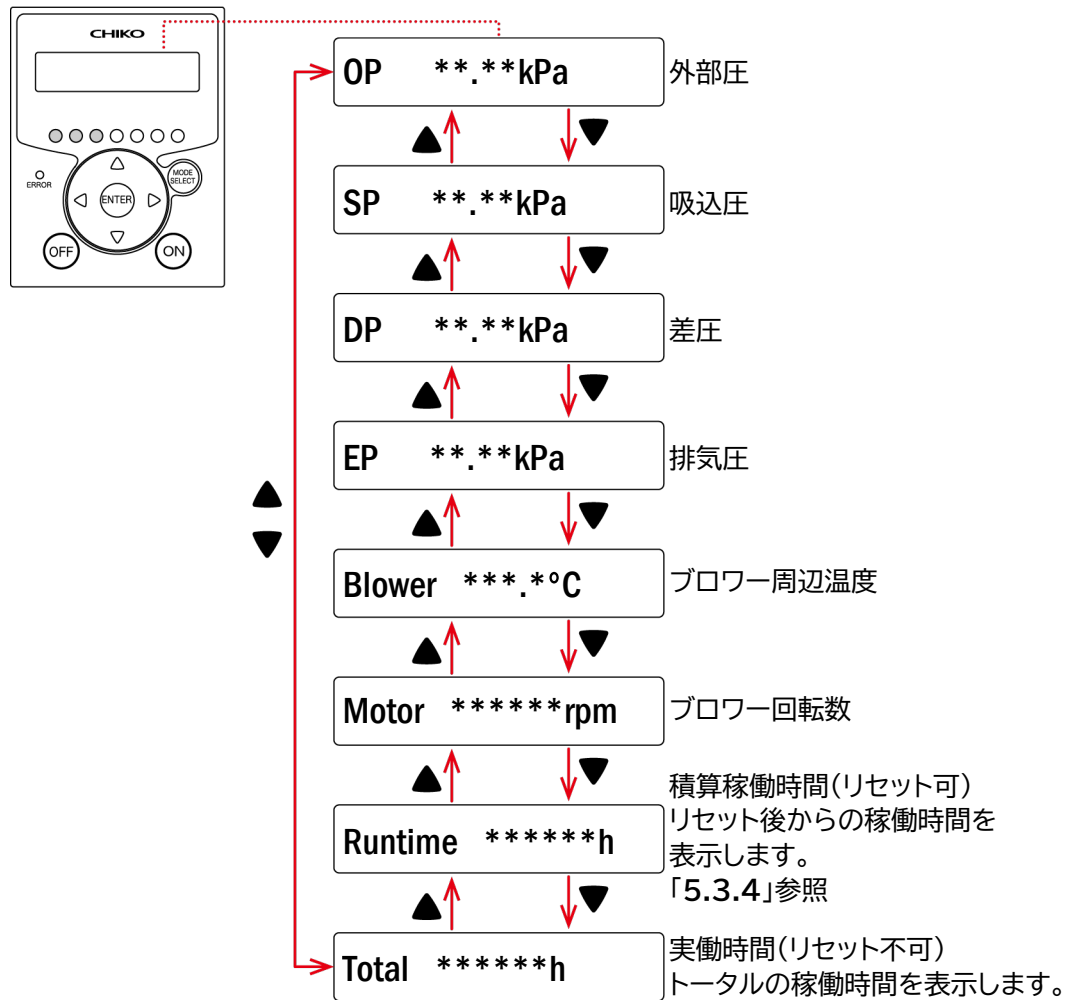 CHIKO
ERROR
MODE
SELECT
ENTER
OFF
ON
OP **.**kPa
外部圧
SP **.**kPa
吸込圧
DP **.**kPa
差圧
EP **.**kPa
排気圧
Blower ***.*°C
ブロワー周辺温度
Motor ******rpm
ブロワー回転数
Runtime ******h
積算稼働時間(リセット可)
リセット後からの稼働時間を
表示します。
「5.3.4」参照
Total ******h
実働時間(リセット不可)
トータルの稼働時間を表示します。